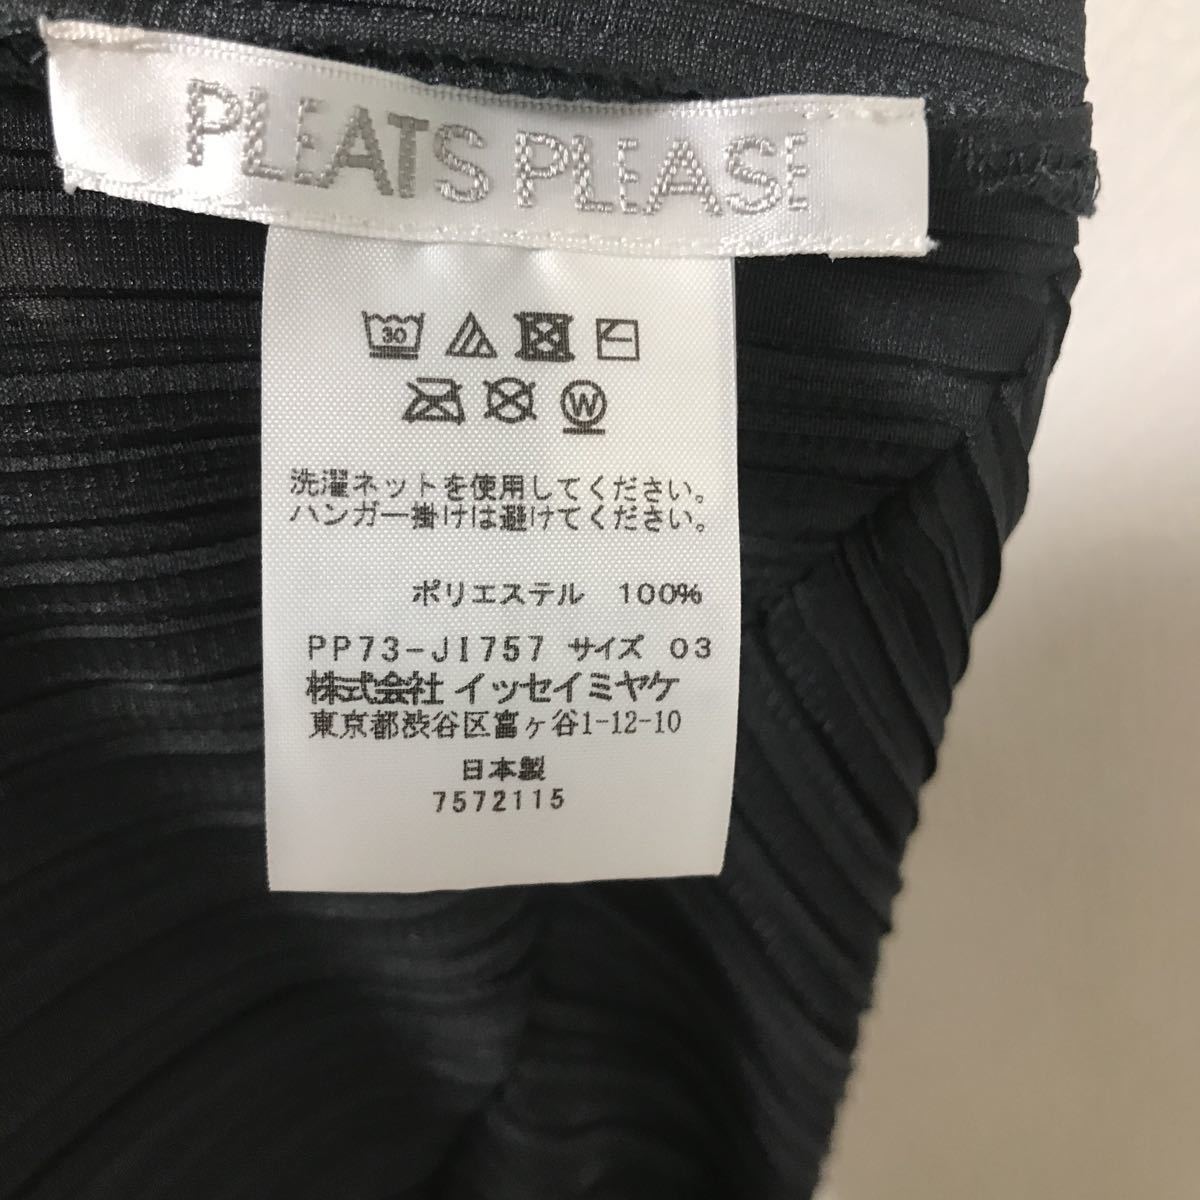 PLEATS PLEASE
30
W
洗濯ネットを使用してください。
ハンガー掛けは避けてください。
ポリエステル 100%
PP73-JI757 サイズ 03
株式会社 イッセイミヤケ
東京都渋谷区富ヶ谷1-12-10
日本製
7572115